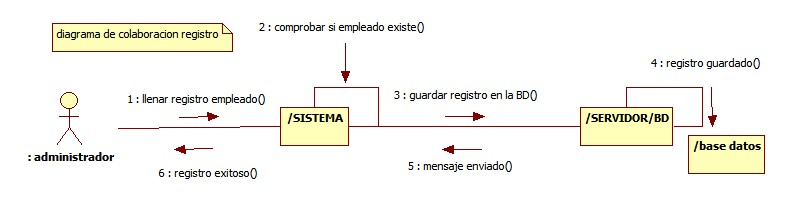 diagrama de colaboracion registro
2 : comprobar si empleado existe()
4 : registro guardado()
1 : llenar registro empleado()
3 : guardar registro en la BD()
/SISTEMA
/SERVIDOR/BD
/base datos
: administrador
6 : registro exitoso()
5 : mensaje enviado()